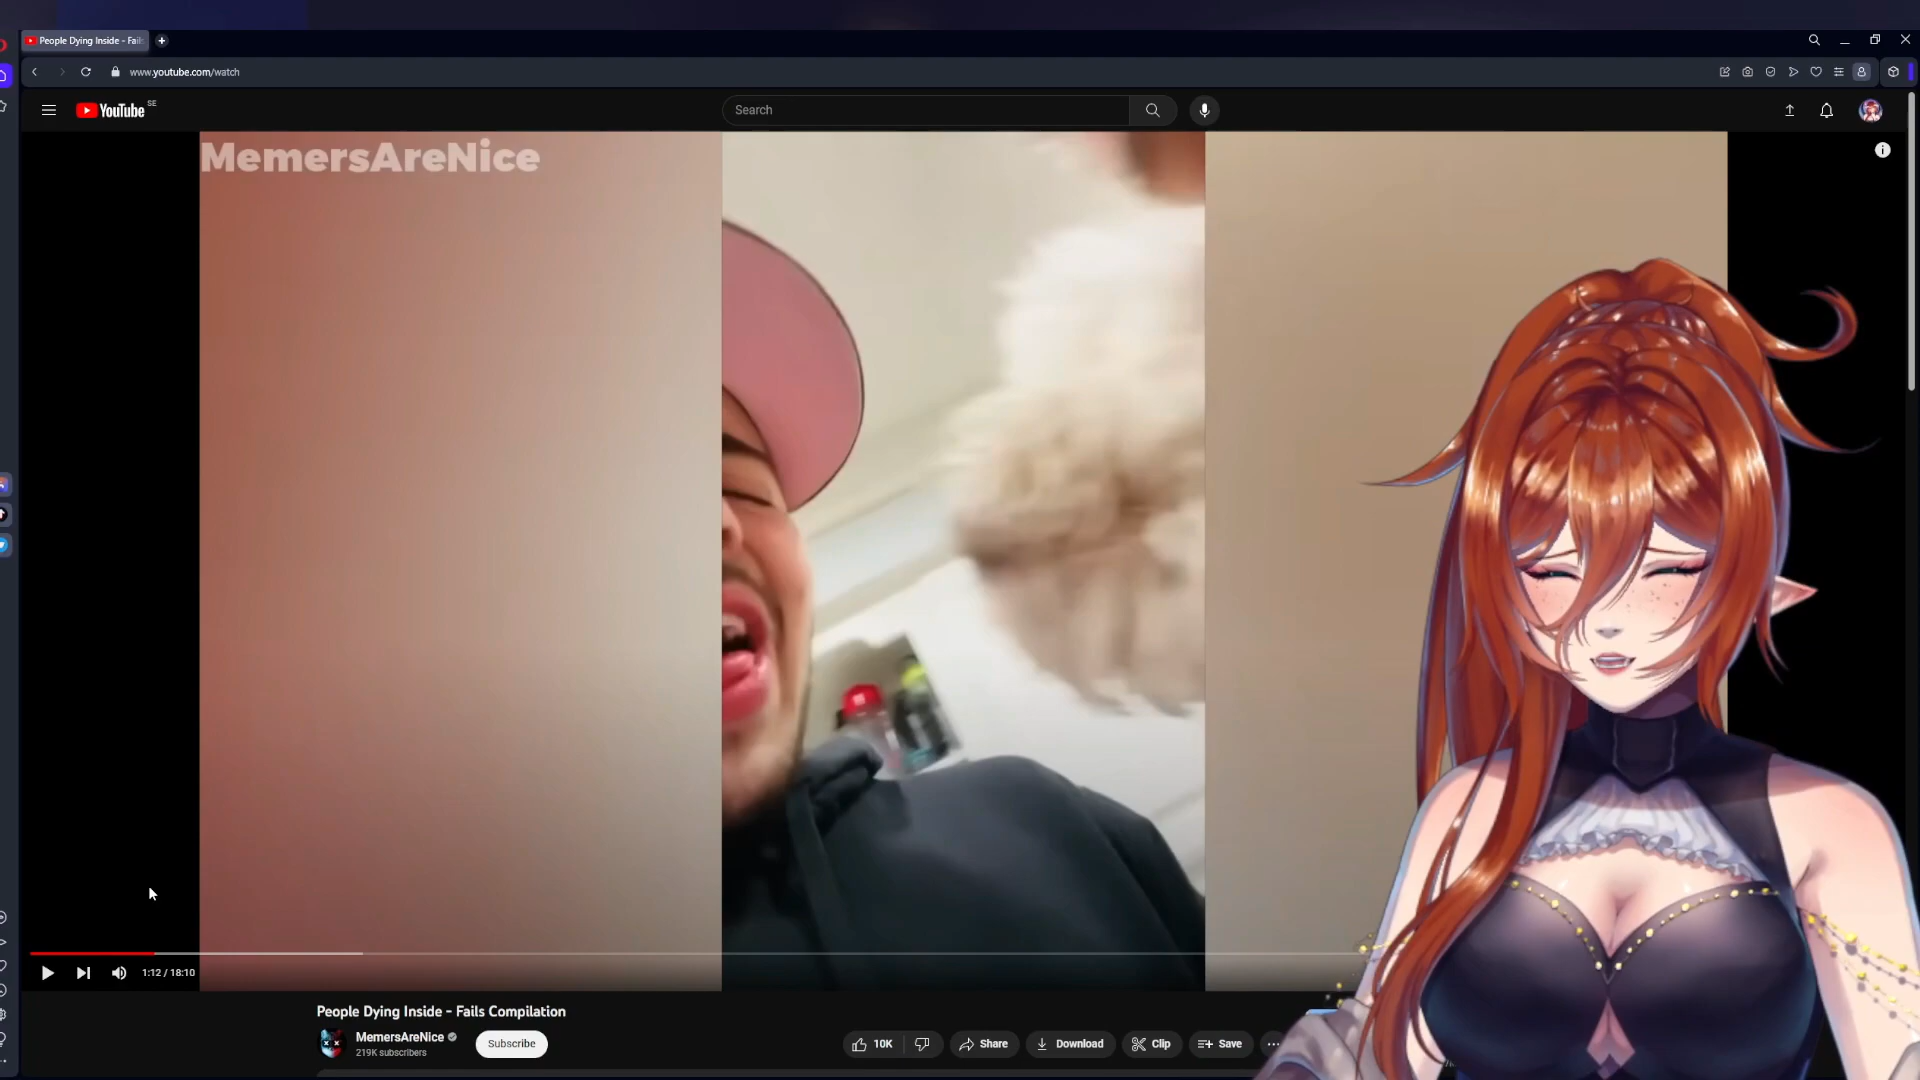 People Dying Inside - Fail
www.youtube.com/watch
YouTube SE
Search
MemersAreNice
1:12 / 18:10
People Dying Inside - Fails Compilation
MemersAreNice
219K subscribers
Subscribe
10K
Share
Download
Clip
Save